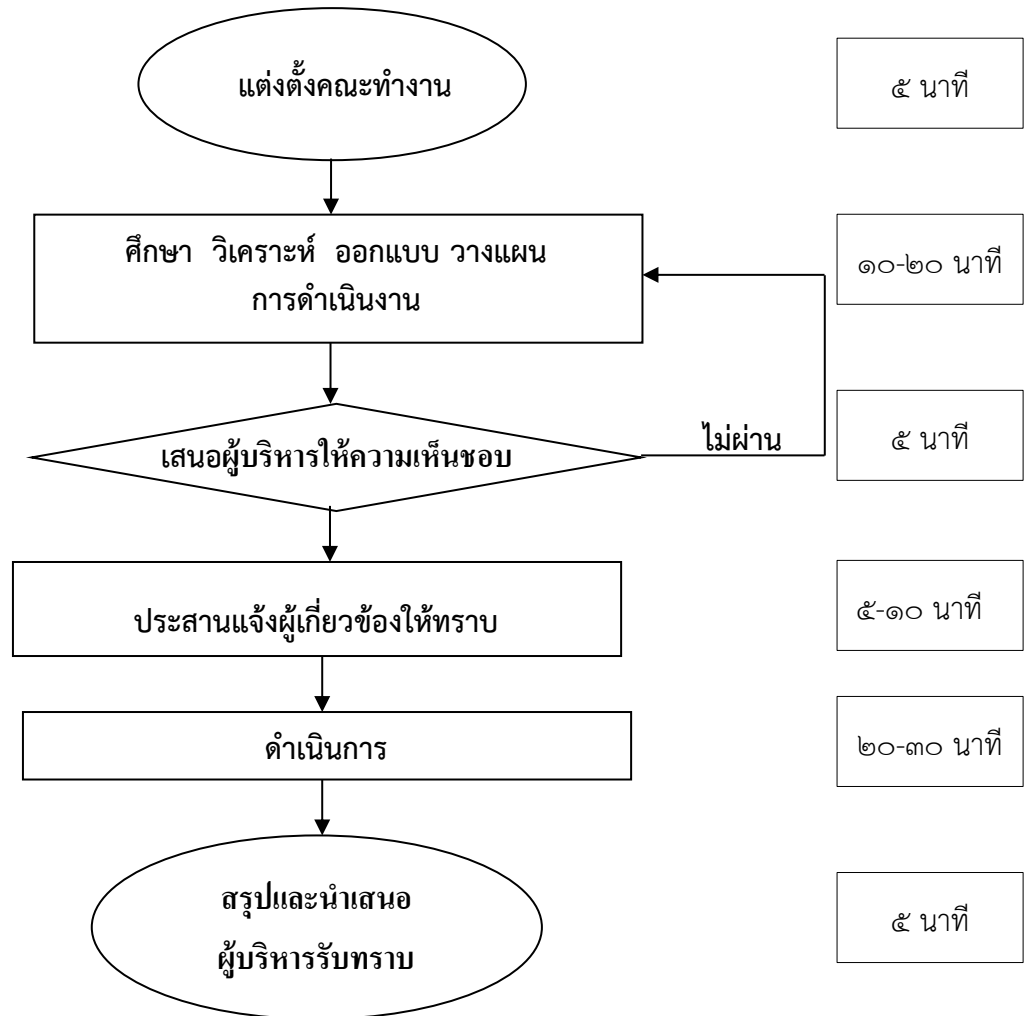 แต่งตั้งคณะทำงาน
๕ นาที
ศึกษา วิเคราะห์ ออกแบบ วางแผน
การดำเนินงาน
๑๐-๒๐ นาที
เสนอผู้บริหารให้ความเห็นชอบ
ไม่ผ่าน
๕ นาที
ประสานแจ้งผู้เกี่ยวข้องให้ทราบ
๕-๑๐ นาที
ดำเนินการ
๒๐-๓๐ นาที
สรุปและนำเสนอ
ผู้บริหารรับทราบ
๕ นาที